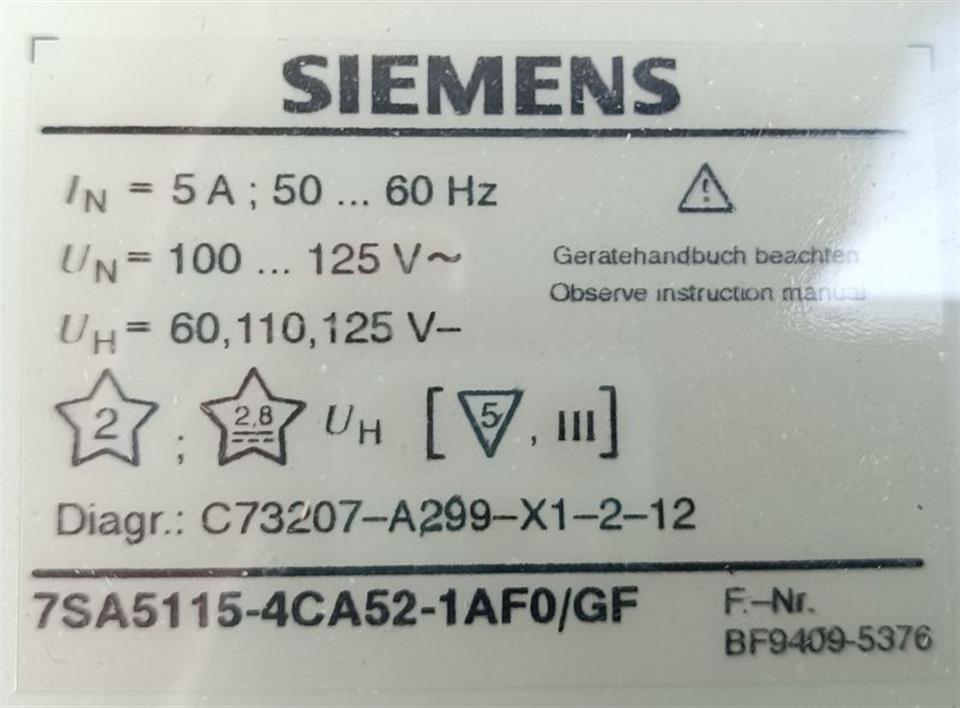 SIEMENS
IN = 5 A ; 50 ... 60 Hz
UN = 100 ... 125 V~
Gerätehandbuch beachten
Observe instruction manual
UH = 60,110,125 V–
2 ; 2,8 UH [ 5 , III ]
Diagr.: C73207–A299–X1–2–12
7SA5115-4CA52-1AF0/GF
F.–Nr.
BF9409-5376